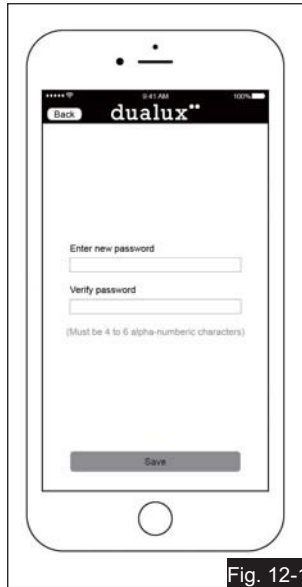 9:41 AM 100%
Back dualux
Enter new password
Verify password
(Must be 4 to 6 alpha-numberic characters)
Save
Fig. 12-1